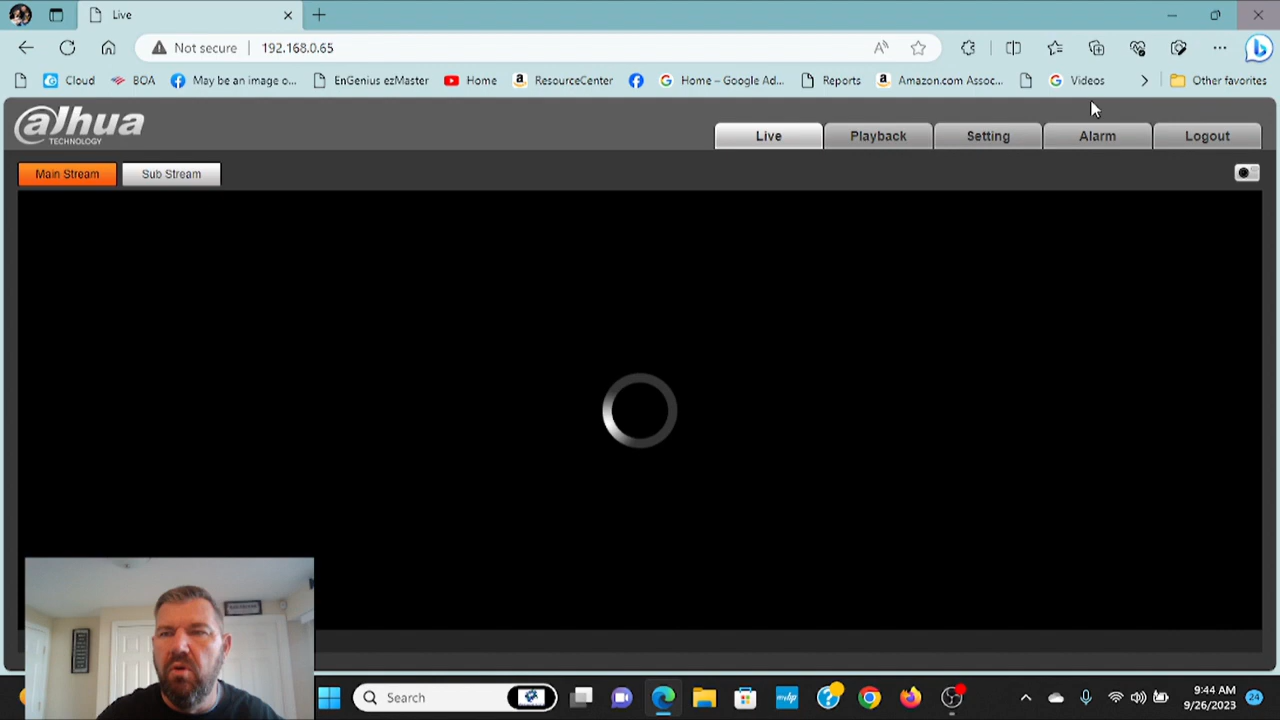 Live
Not secure 192.168.0.65
Cloud BOA May be an image o... EnGenius ezMaster Home ResourceCenter Home – Google Ad... Reports Amazon.com Assoc... Videos Other favorites
alhua
TECHNOLOGY
Live Playback Setting Alarm Logout
Main Stream Sub Stream
Search
9:44 AM
9/26/2023
24